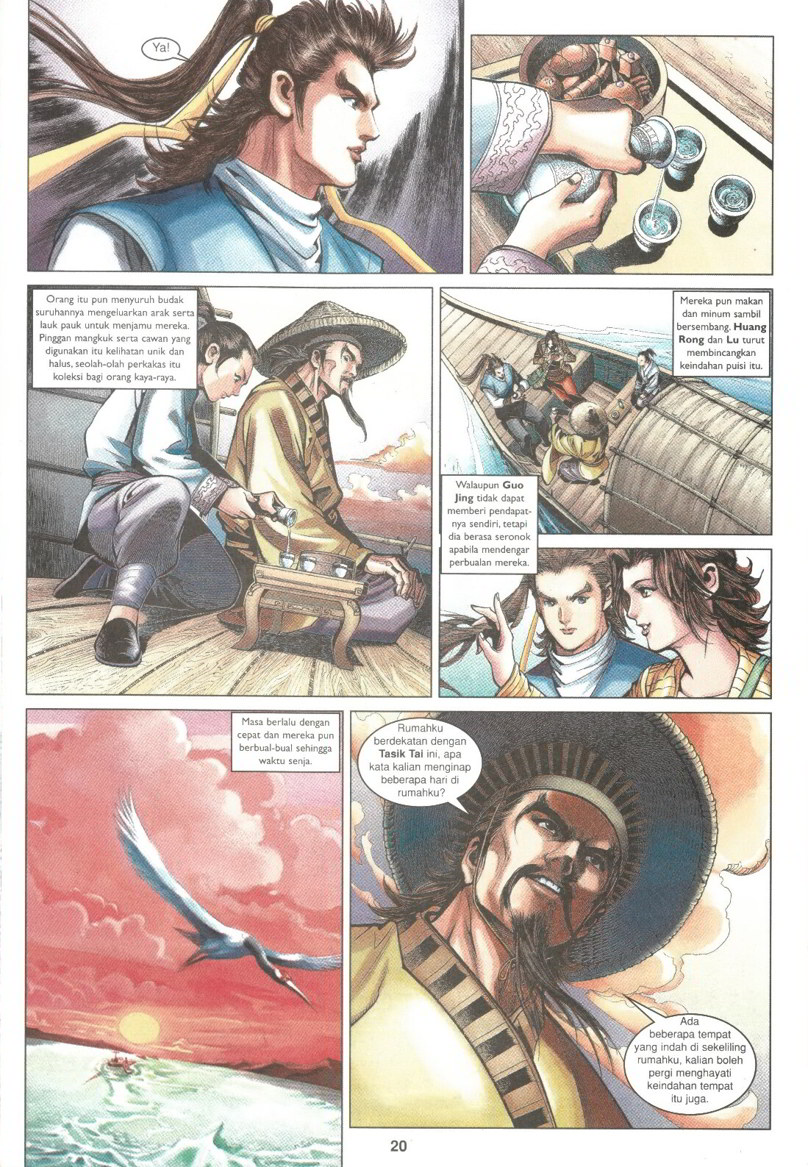 Ya!
Orang itu pun menyuruh budak
suruhannya mengeluarkan arak serta
lauk pauk untuk menjamu mereka.
Pinggan mangkuk serta cawan yang
digunakan itu kelihatan unik dan
halus, seolah-olah perkakas itu
koleksi bagi orang kaya-raya.
Mereka pun makan
dan minum sambil
bersembang. Huang
Rong dan Lu turut
membincangkan
keindahan puisi itu.
Walaupun Guo
Jing tidak dapat
memberi pendapat-
nya sendiri, tetapi
dia berasa seronok
apabila mendengar
perbualan mereka.
Masa berlalu dengan
cepat dan mereka pun
berbual-bual sehingga
waktu senja.
Rumahku
berdekatan dengan
Tasik Tai ini, apa
kata kalian menginap
beberapa hari di
rumahku?
Ada
beberapa tempat
yang indah di sekeliling
rumahku, kalian boleh
pergi menghayati
keindahan tempat
itu juga.
20